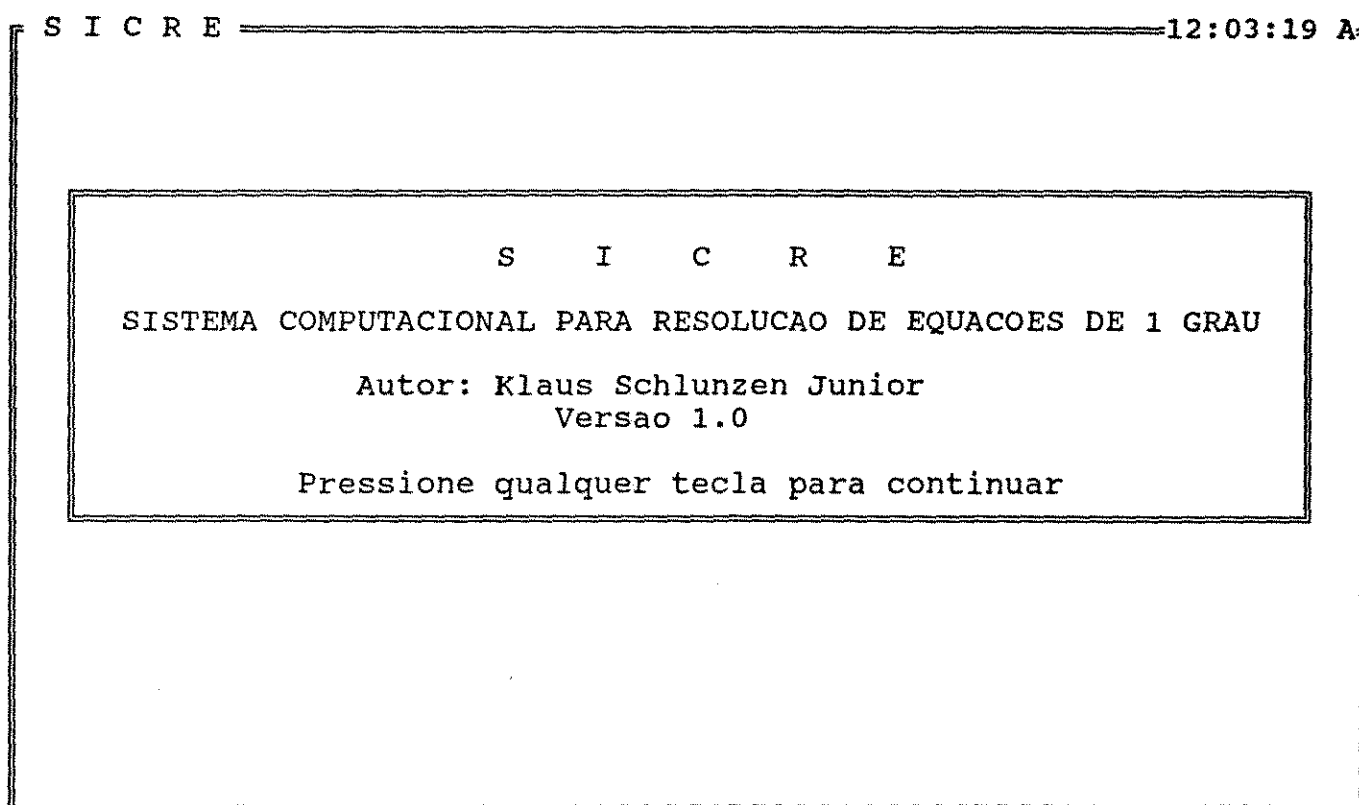 S I C R E 12:03:19 A
S I C R E
SISTEMA COMPUTACIONAL PARA RESOLUCAO DE EQUACOES DE 1 GRAU
Autor: Klaus Schlunzen Junior
Versao 1.0
Pressione qualquer tecla para continuar